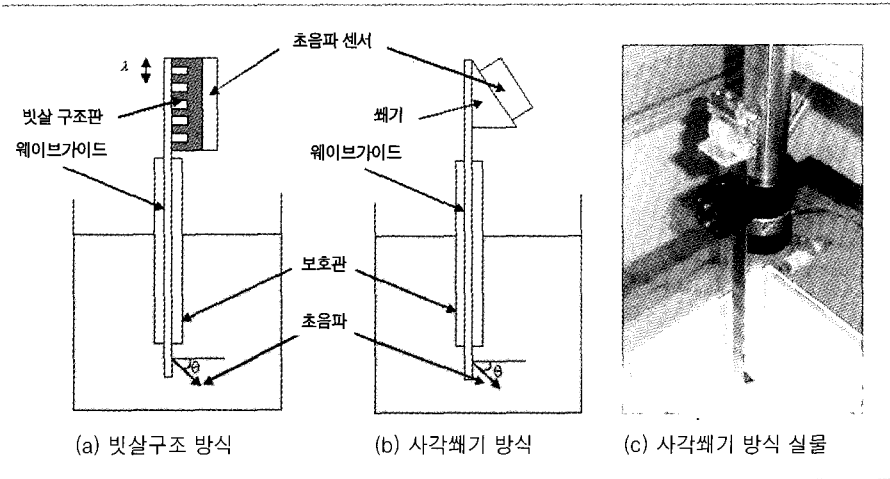 초음파 센서
λ
빗살 구조판
쐐기
웨이브가이드
웨이브가이드
보호관
초음파
θ
θ
(a) 빗살구조 방식
(b) 사각쐐기 방식
(c) 사각쐐기 방식 실물